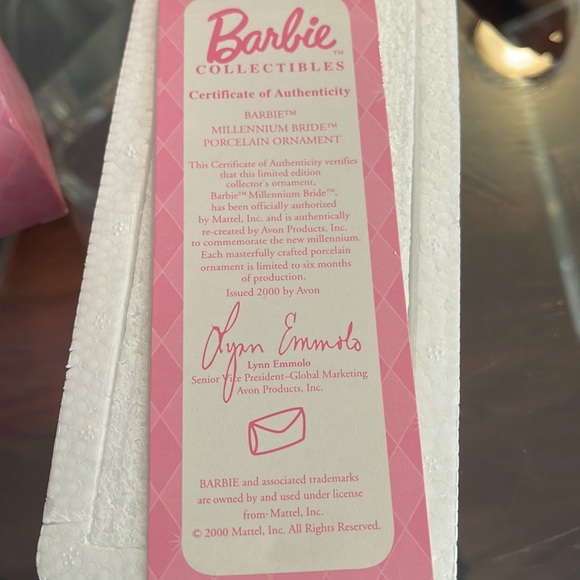 Barbie™
COLLECTIBLES
Certificate of Authenticity
BARBIE™
MILLENNIUM BRIDE™
PORCELAIN ORNAMENT
This Certificate of Authenticity verifies
that this limited edition
collector's ornament,
Barbie™ Millennium Bride™,
has been officially authorized
by Mattel, Inc. and is authentically
re-created by Avon Products, Inc.
to commemorate the new millennium.
Each masterfully crafted porcelain
ornament is limited to six months
of production.
Issued 2000 by Avon
Lynn Emmolo
Lynn Emmolo
Senior Vice President–Global Marketing
Avon Products, Inc.
BARBIE and associated trademarks
are owned by and used under license
from Mattel, Inc.
© 2000 Mattel, Inc. All Rights Reserved.